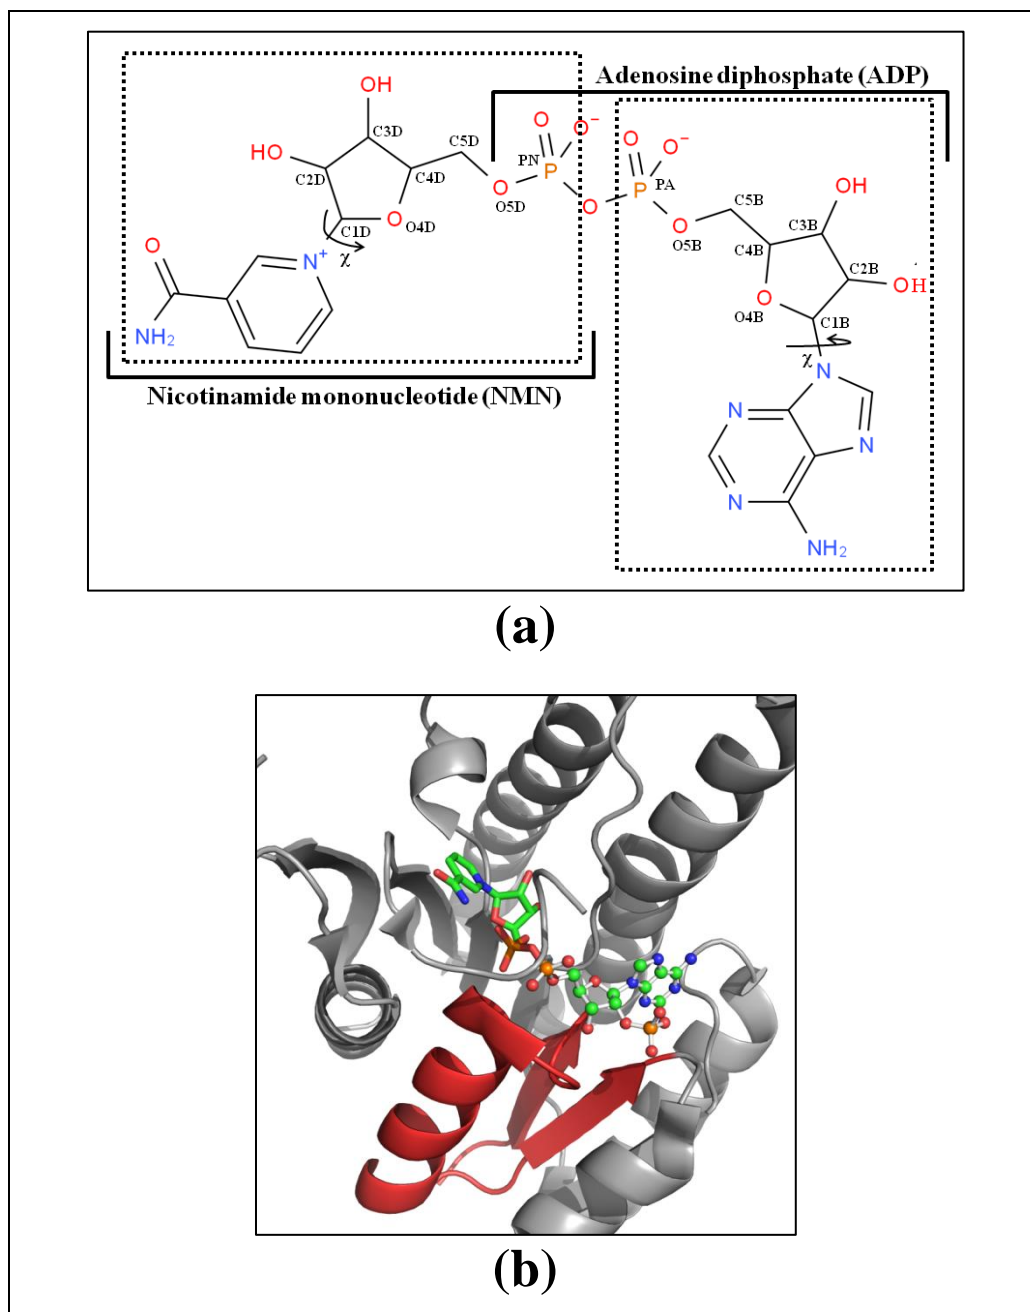 Adenosine diphosphate (ADP)
OH
O
O−
C3D
C5D
PN
P
O
O−
HO
C2D
C4D
O
O5D
O
P
PA
OH
C5B
O
O4D
C1D
O
O5B
C3B
C4B
χ
O
N+
C2B
OH
O
O4B
C1B
NH2
χ
N
Nicotinamide mononucleotide (NMN)
N
N
N
NH2
(a)
(b)